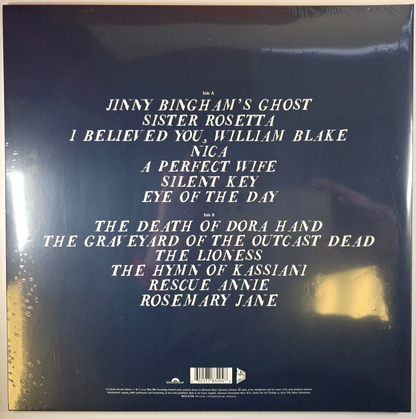 Side A
JINNY BINGHAM'S GHOST
SISTER ROSETTA
I BELIEVED YOU, WILLIAM BLAKE
NICA
A PERFECT WIFE
SILENT KEY
EYE OF THE DAY
Side B
THE DEATH OF DORA HAND
THE GRAVEYARD OF THE OUTCAST DEAD
THE LIONESS
THE HYMN OF KASSIANI
RESCUE ANNIE
ROSEMARY JANE